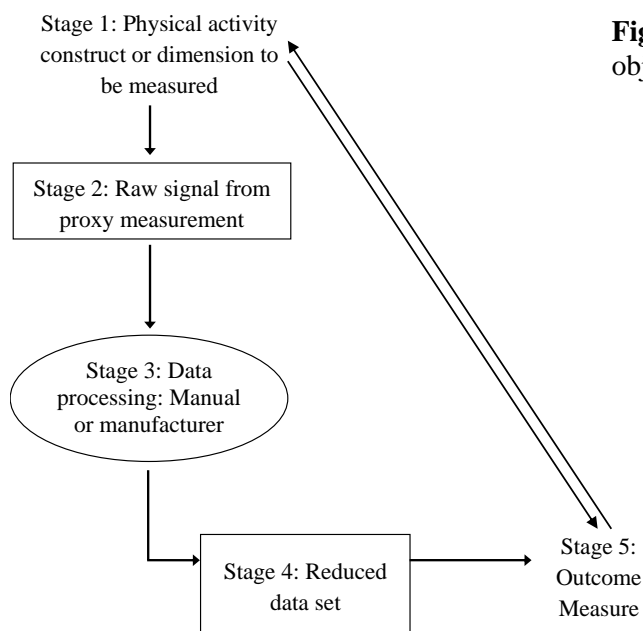 Stage 1: Physical activity
construct or dimension to
be measured
Stage 2: Raw signal from
proxy measurement
Stage 3: Data
processing: Manual
or manufacturer
Stage 4: Reduced
data set
Stage 5:
Outcome
Measure